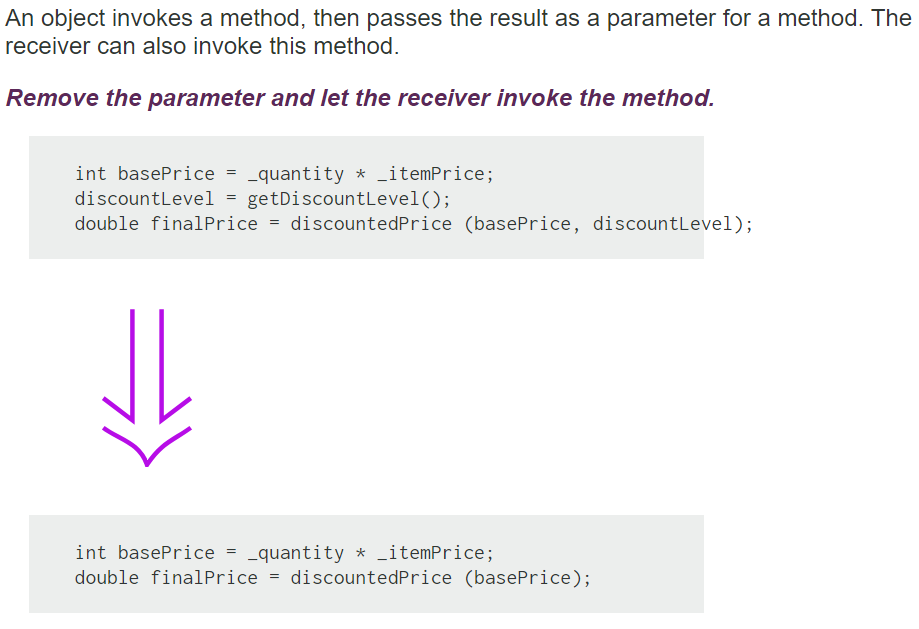 An object invokes a method, then passes the result as a parameter for a method. The
receiver can also invoke this method.
Remove the parameter and let the receiver invoke the method.
int basePrice = _quantity * _itemPrice;
discountLevel = getDiscountLevel();
double finalPrice = discountedPrice (basePrice, discountLevel);
int basePrice = _quantity * _itemPrice;
double finalPrice = discountedPrice (basePrice);